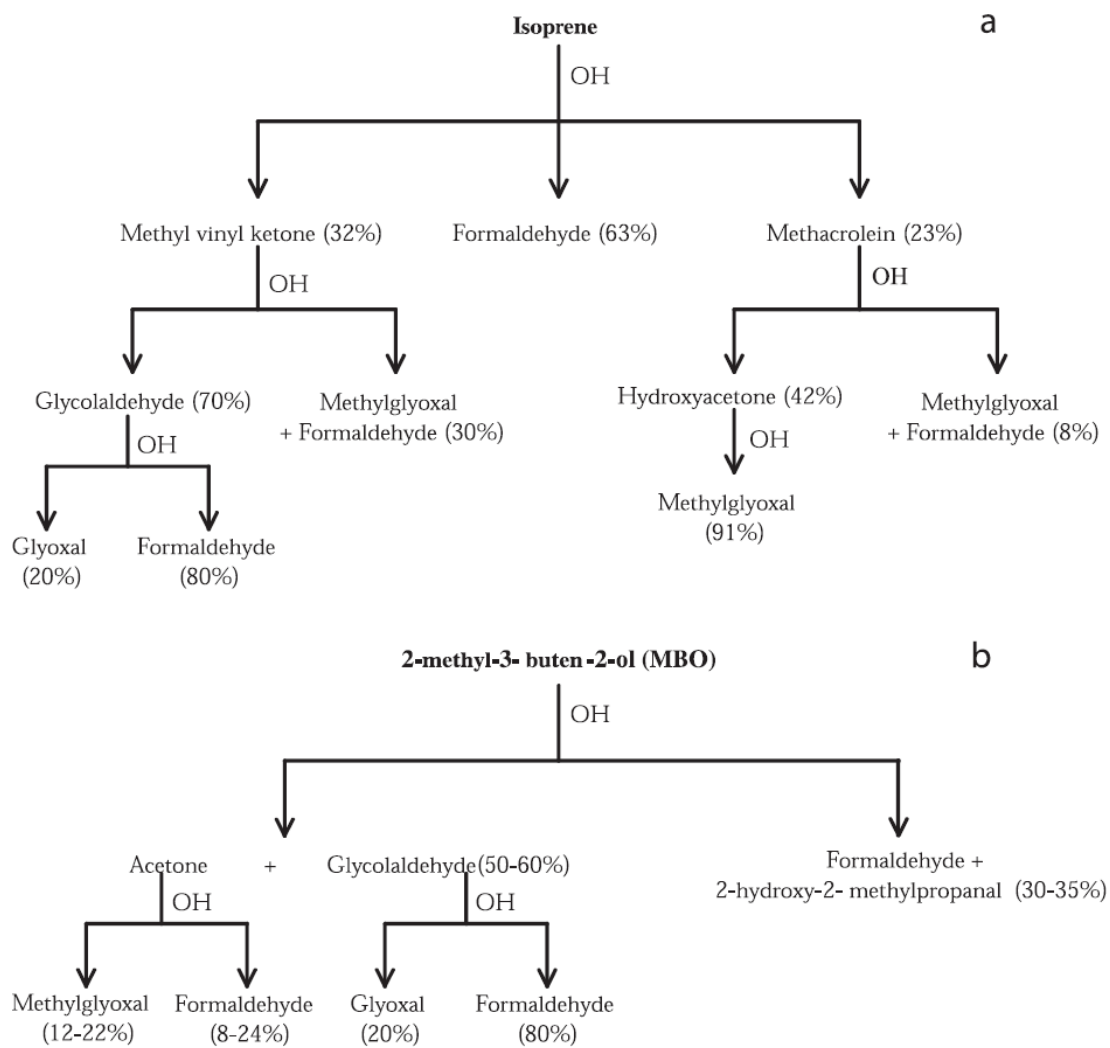 Isoprene
a
OH
Methyl vinyl ketone (32%)
Formaldehyde (63%)
Methacrolein (23%)
OH
OH
Glycolaldehyde (70%)
Methylglyoxal
+ Formaldehyde (30%)
Hydroxyacetone (42%)
Methylglyoxal
+ Formaldehyde (8%)
OH
OH
Glyoxal
(20%)
Formaldehyde
(80%)
Methylglyoxal
(91%)
2-methyl-3- buten -2-ol (MBO)
b
OH
Acetone + Glycolaldehyde(50-60%)
Formaldehyde +
2-hydroxy-2- methylpropanal (30-35%)
OH
OH
Methylglyoxal
(12-22%)
Formaldehyde
(8-24%)
Glyoxal
(20%)
Formaldehyde
(80%)